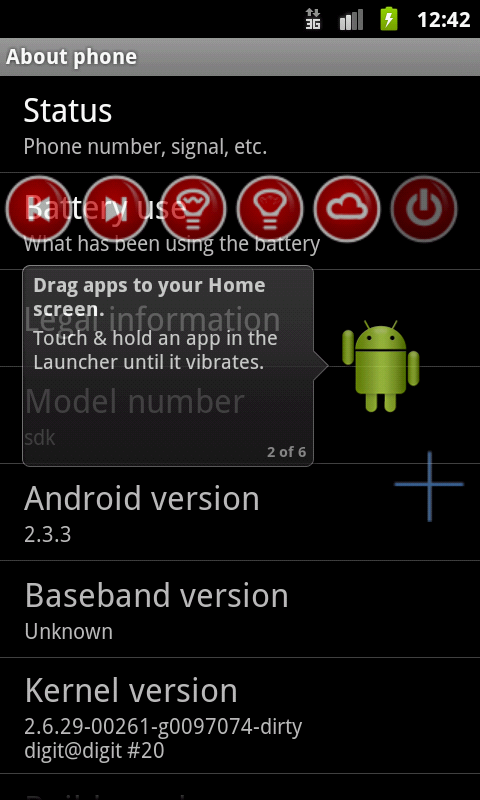 3G
12:42
About phone
Status
Phone number, signal, etc.
Battery use
What has been using the battery
Drag apps to your Home
screen.
Legal information
Touch & hold an app in the
Launcher until it vibrates.
Model number
sdk
2 of 6
Android version
2.3.3
Baseband version
Unknown
Kernel version
2.6.29-00261-g0097074-dirty
digit@digit #20